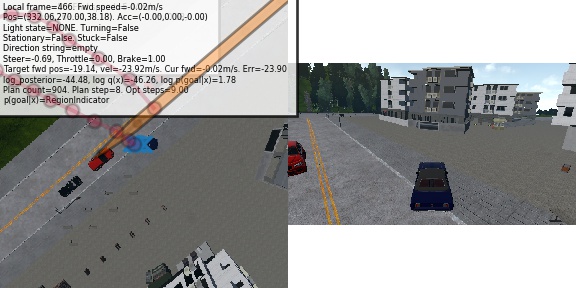 Local frame=466. Fwd speed=-0.02m/s
Pos=(332.06,270.00,38.18). Acc=(-0.00,0.00,-0.00)
Light state=NONE. Turning=False
Stationary=False. Stuck=False
Direction string=empty
Steer=-0.69, Throttle=0.00, Brake=1.00
Target fwd pos=-19.14, vel=-23.92m/s. Cur fwd=-0.02m/s. Err=-23.90
log_posterior=-44.48, log q(x)=-46.26, log p(goal|x)=1.78
Plan count=904. Plan step=8. Opt steps=9.00
p(goal|x)=RegionIndicator